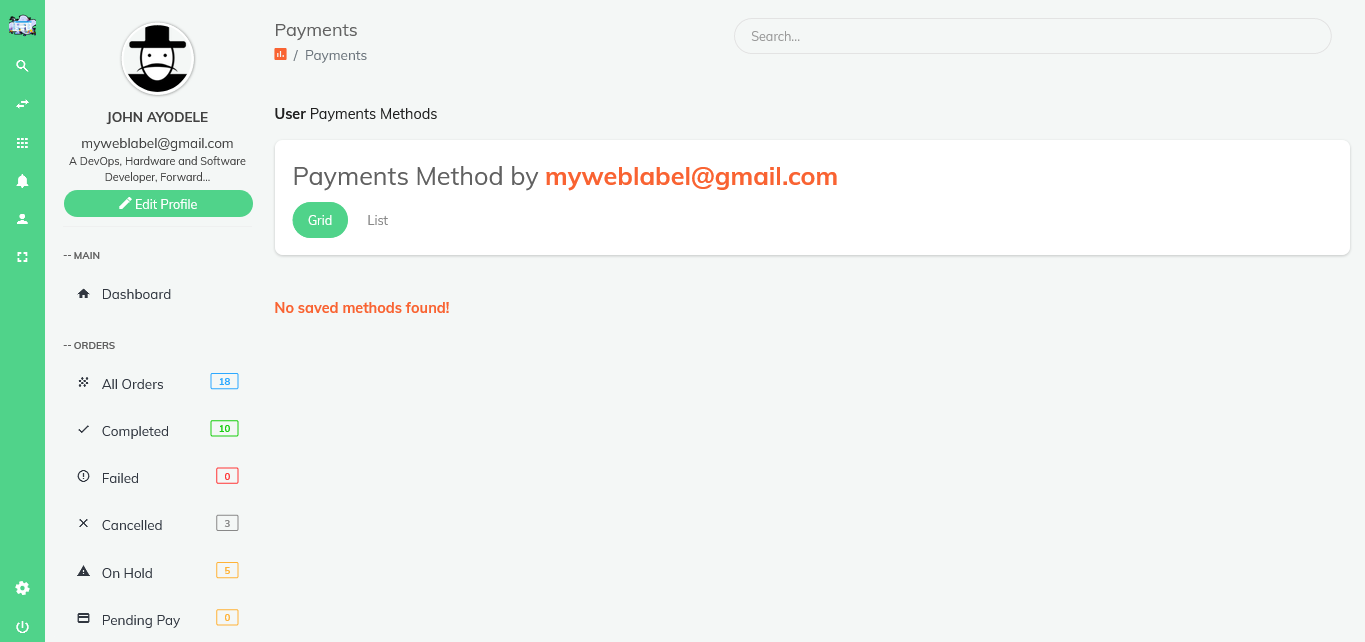 JOHN AYODELE
myweblabel@gmail.com
A DevOps, Hardware and Software
Developer, Forward...
Edit Profile
-- MAIN
Dashboard
-- ORDERS
All Orders 18
Completed 10
Failed 0
Cancelled 3
On Hold 5
Pending Pay 0
Payments
/ Payments
Search...
User Payments Methods
Payments Method by myweblabel@gmail.com
Grid List
No saved methods found!